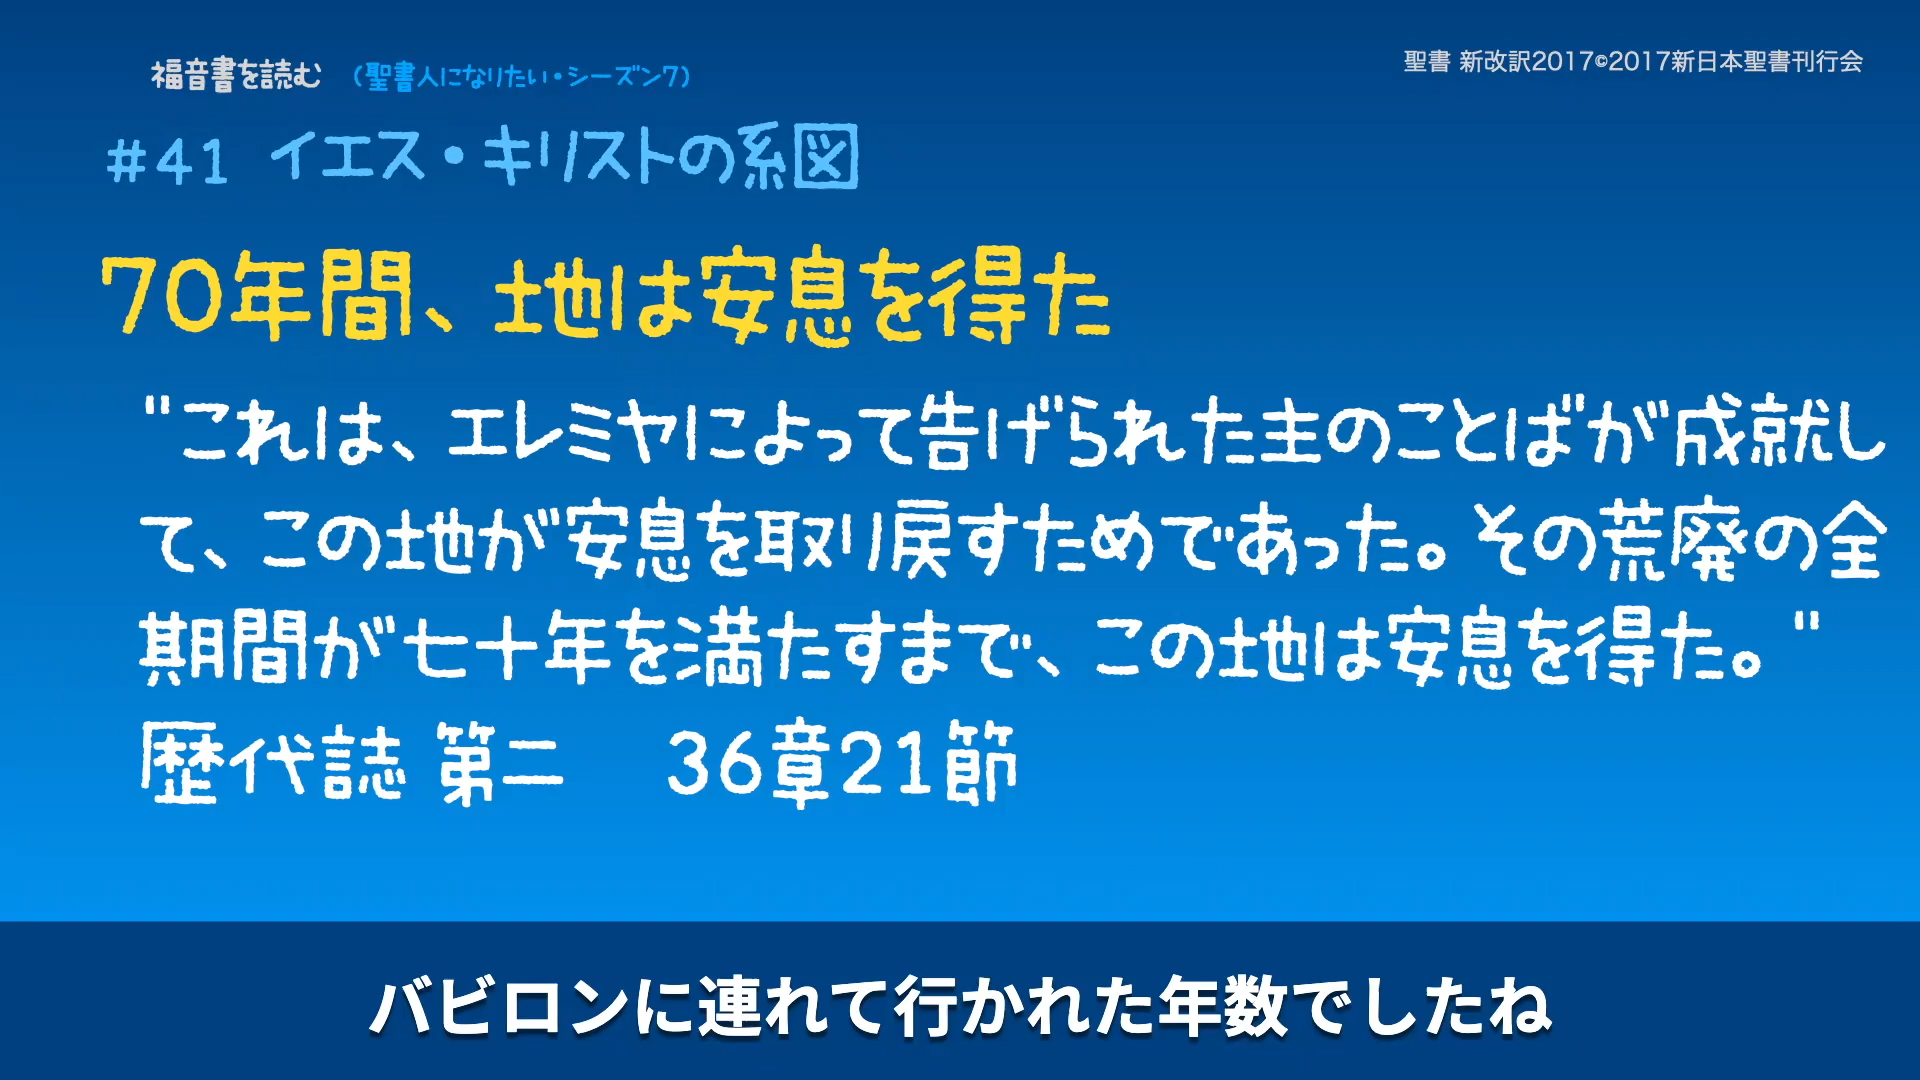 福音書を読む （聖書人になりたい・シーズン7）
聖書 新改訳2017©2017新日本聖書刊行会
#41 イエス・キリストの系図
70年間、地は安息を得た
"これは、エレミヤによって告げられた主のことばが成就し
て、この地が安息を取り戻すためであった。その荒廃の全
期間が七十年を満たすまで、この地は安息を得た。"
歴代誌 第二　36章21節
バビロンに連れて行かれた年数でしたね